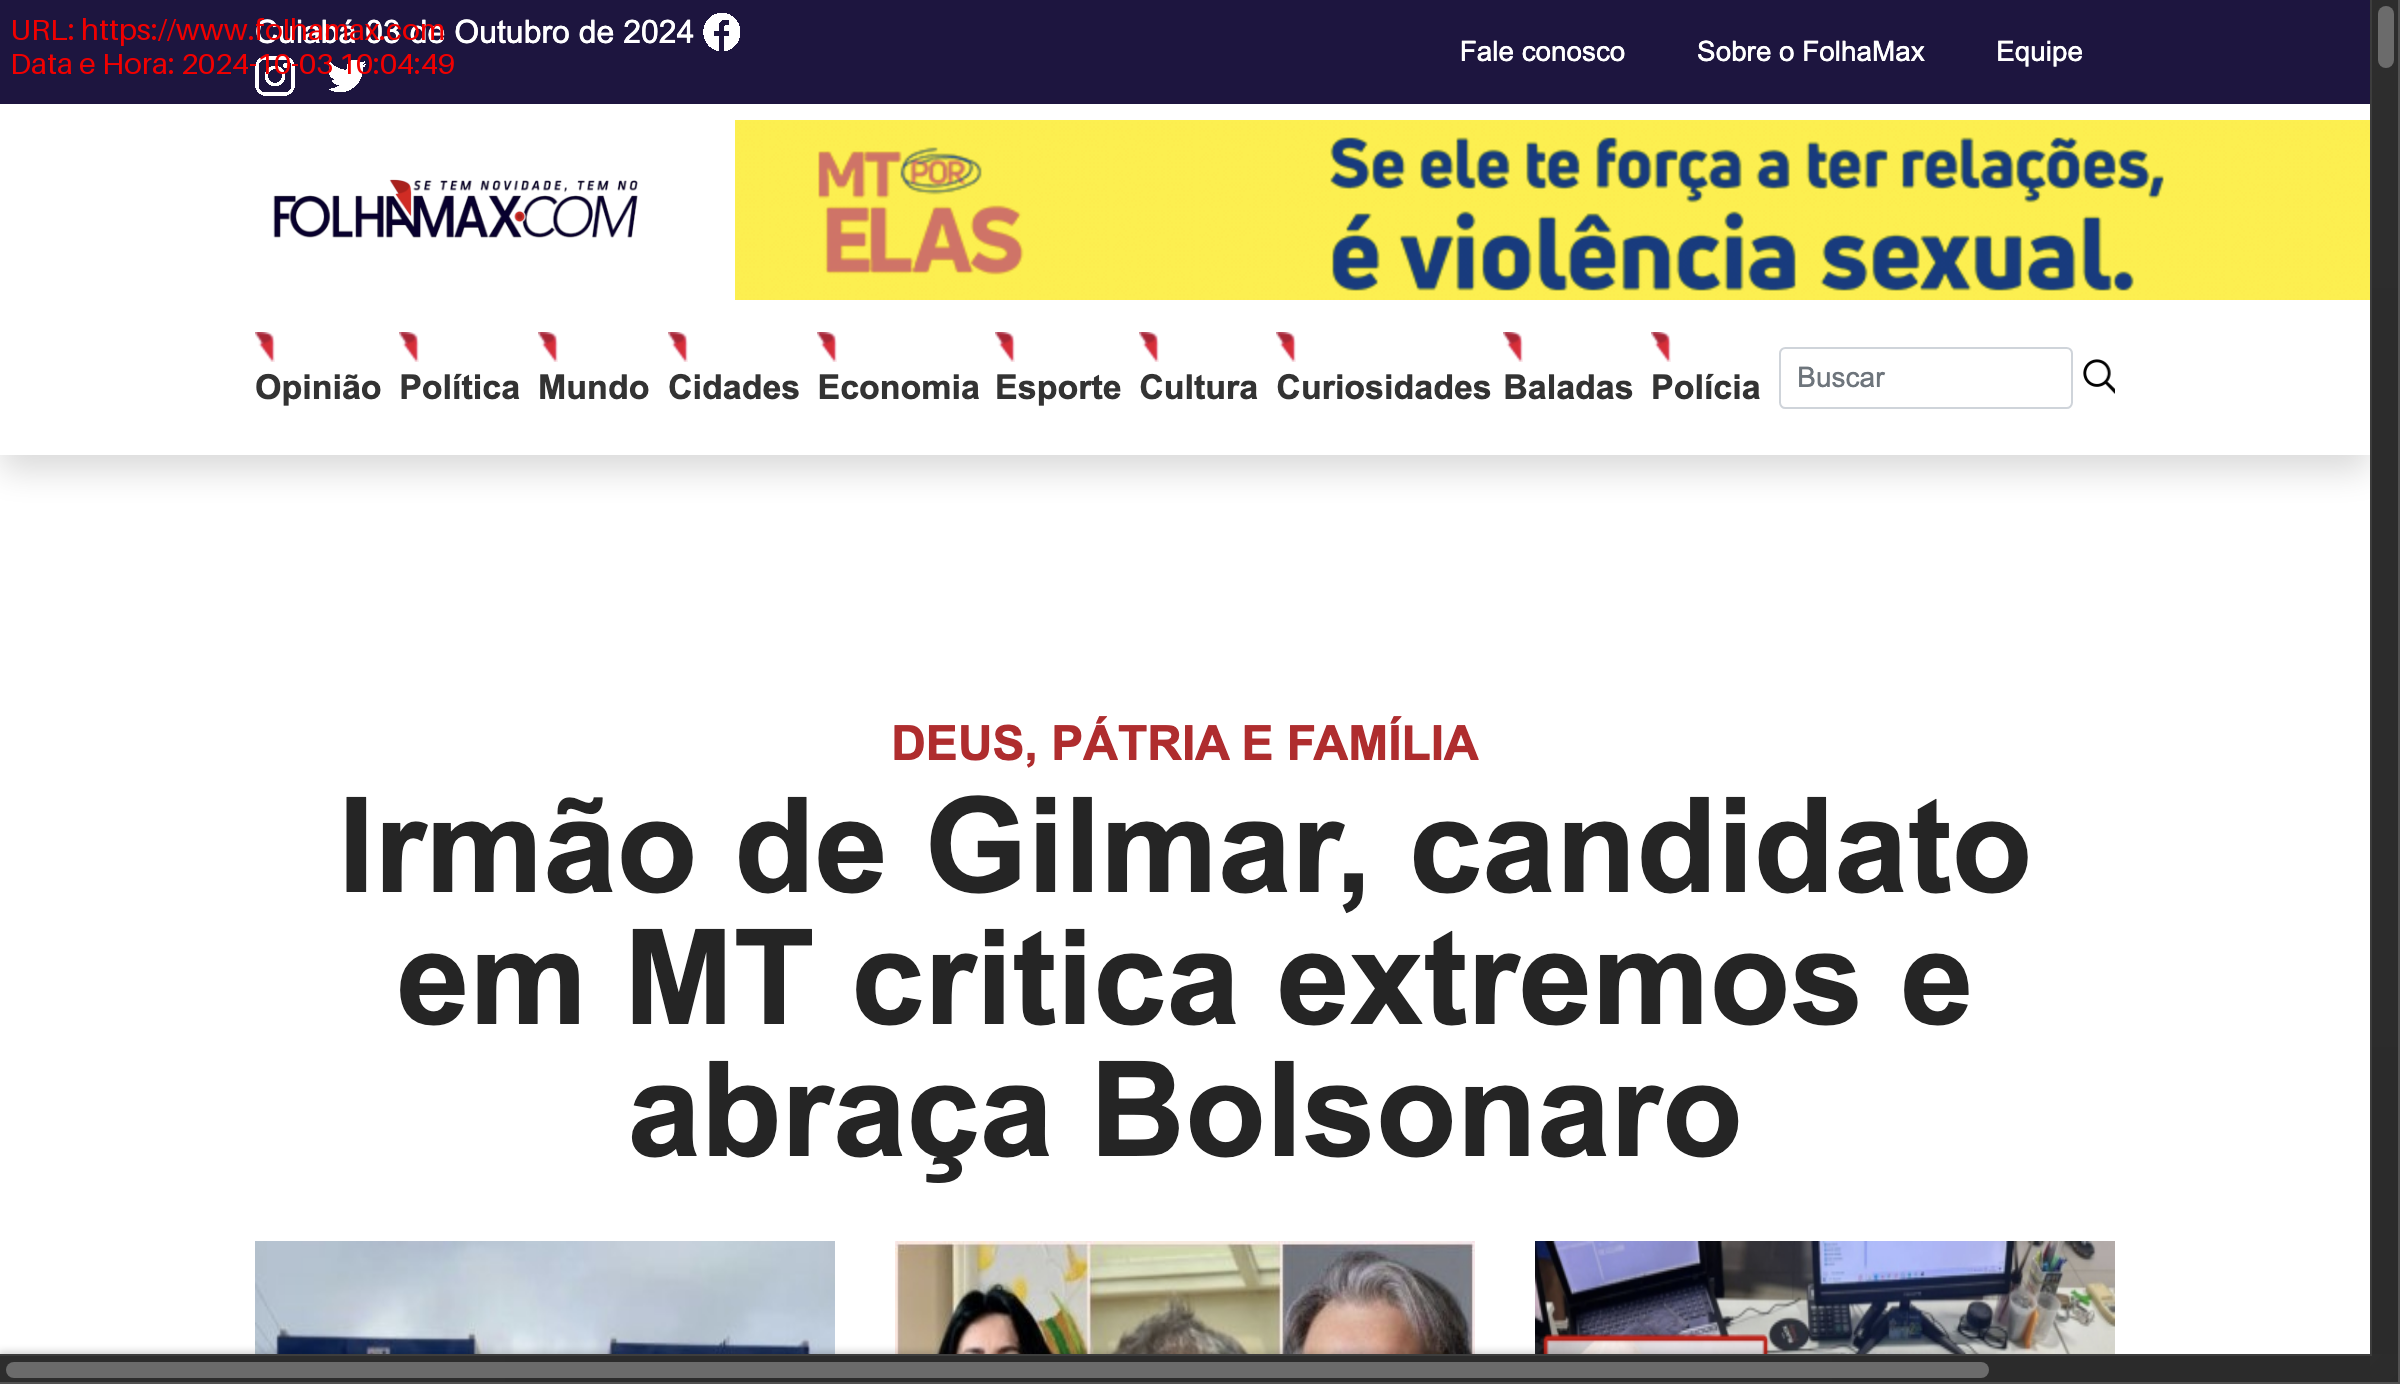 URL: https://www.folhamax.com
Data e Hora: 2024-10-03 10:04:49
Cuiabá 03 de Outubro de 2024
Fale conosco
Sobre o FolhaMax
Equipe
SE TEM NOVIDADE, TEM NO
FOLHAMAX.COM
MT POR
ELAS
Se ele te força a ter relações,
é violência sexual.
Opinião Política Mundo Cidades Economia Esporte Cultura Curiosidades Baladas Polícia
Buscar
DEUS, PÁTRIA E FAMÍLIA
Irmão de Gilmar, candidato
em MT critica extremos e
abraça Bolsonaro